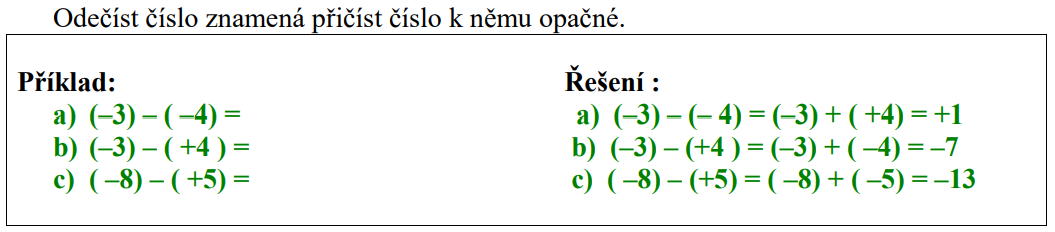 Odečíst číslo znamená přičíst číslo k němu opačné.
Příklad:
a) (–3) – ( –4) =
b) (–3) – ( +4 ) =
c) ( –8) – ( +5) =
Řešení :
a) (–3) – (– 4) = (–3) + ( +4) = +1
b) (–3) – (+4 ) = (–3) + ( –4) = –7
c) ( –8) – (+5) = ( –8) + ( –5) = –13